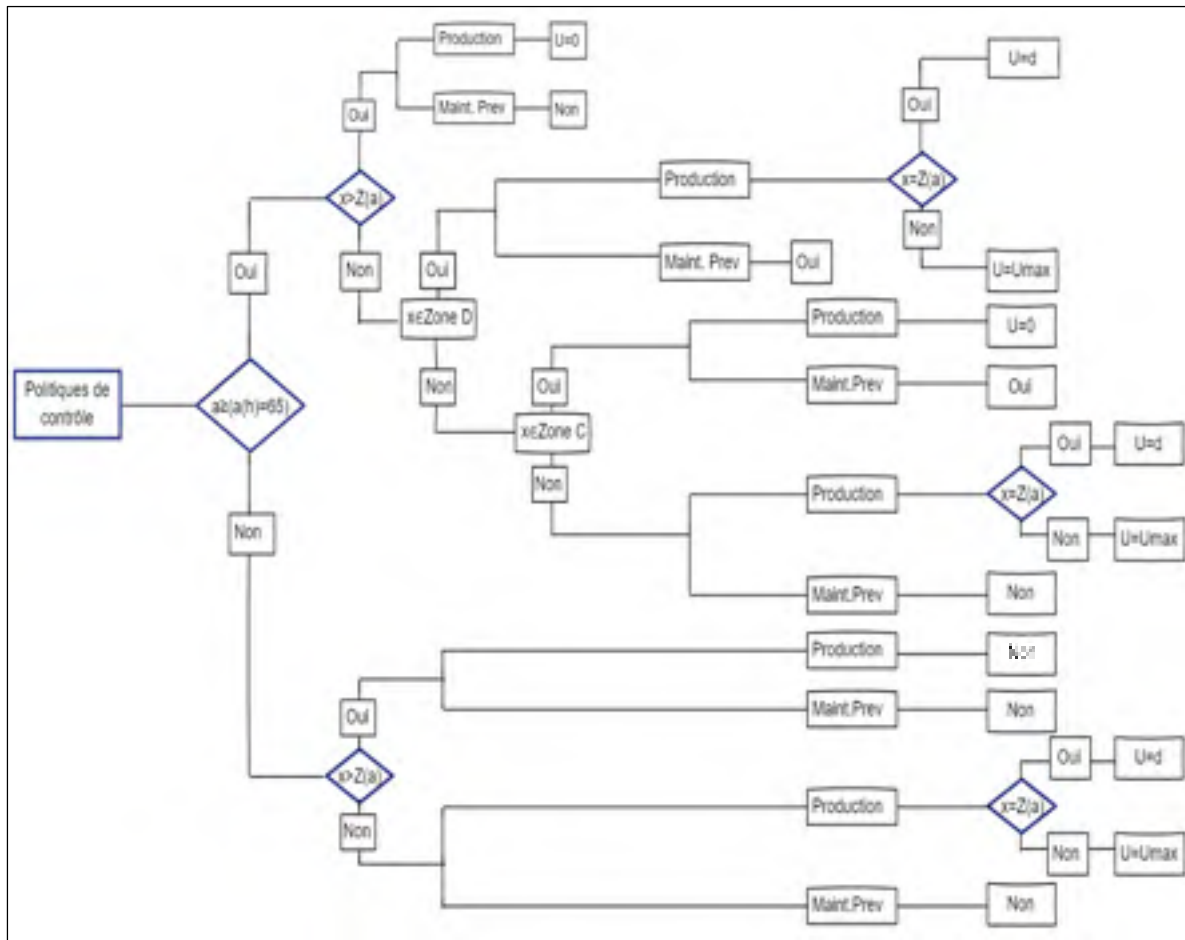 Production
U=0
Oui
Maint. Prev
Non
x>Z(a)
U=d
Oui
Production
x=Z(a)
Non
U=Umax
Oui
Non
Oui
Maint. Prev
Oui
xϵZone D
Production
U=0
Non
Oui
Maint.Prev
Oui
Politiques de
contrôle
a≥(a(h)=65)
xϵZone C
Non
Production
x=Z(a)
Oui
U=d
Non
U=Umax
Non
Maint.Prev
Non
Production
Oui
Maint.Prev
Non
x>Z(a)
Non
Production
x=Z(a)
Oui
U=d
Non
U=Umax
Maint.Prev
Non